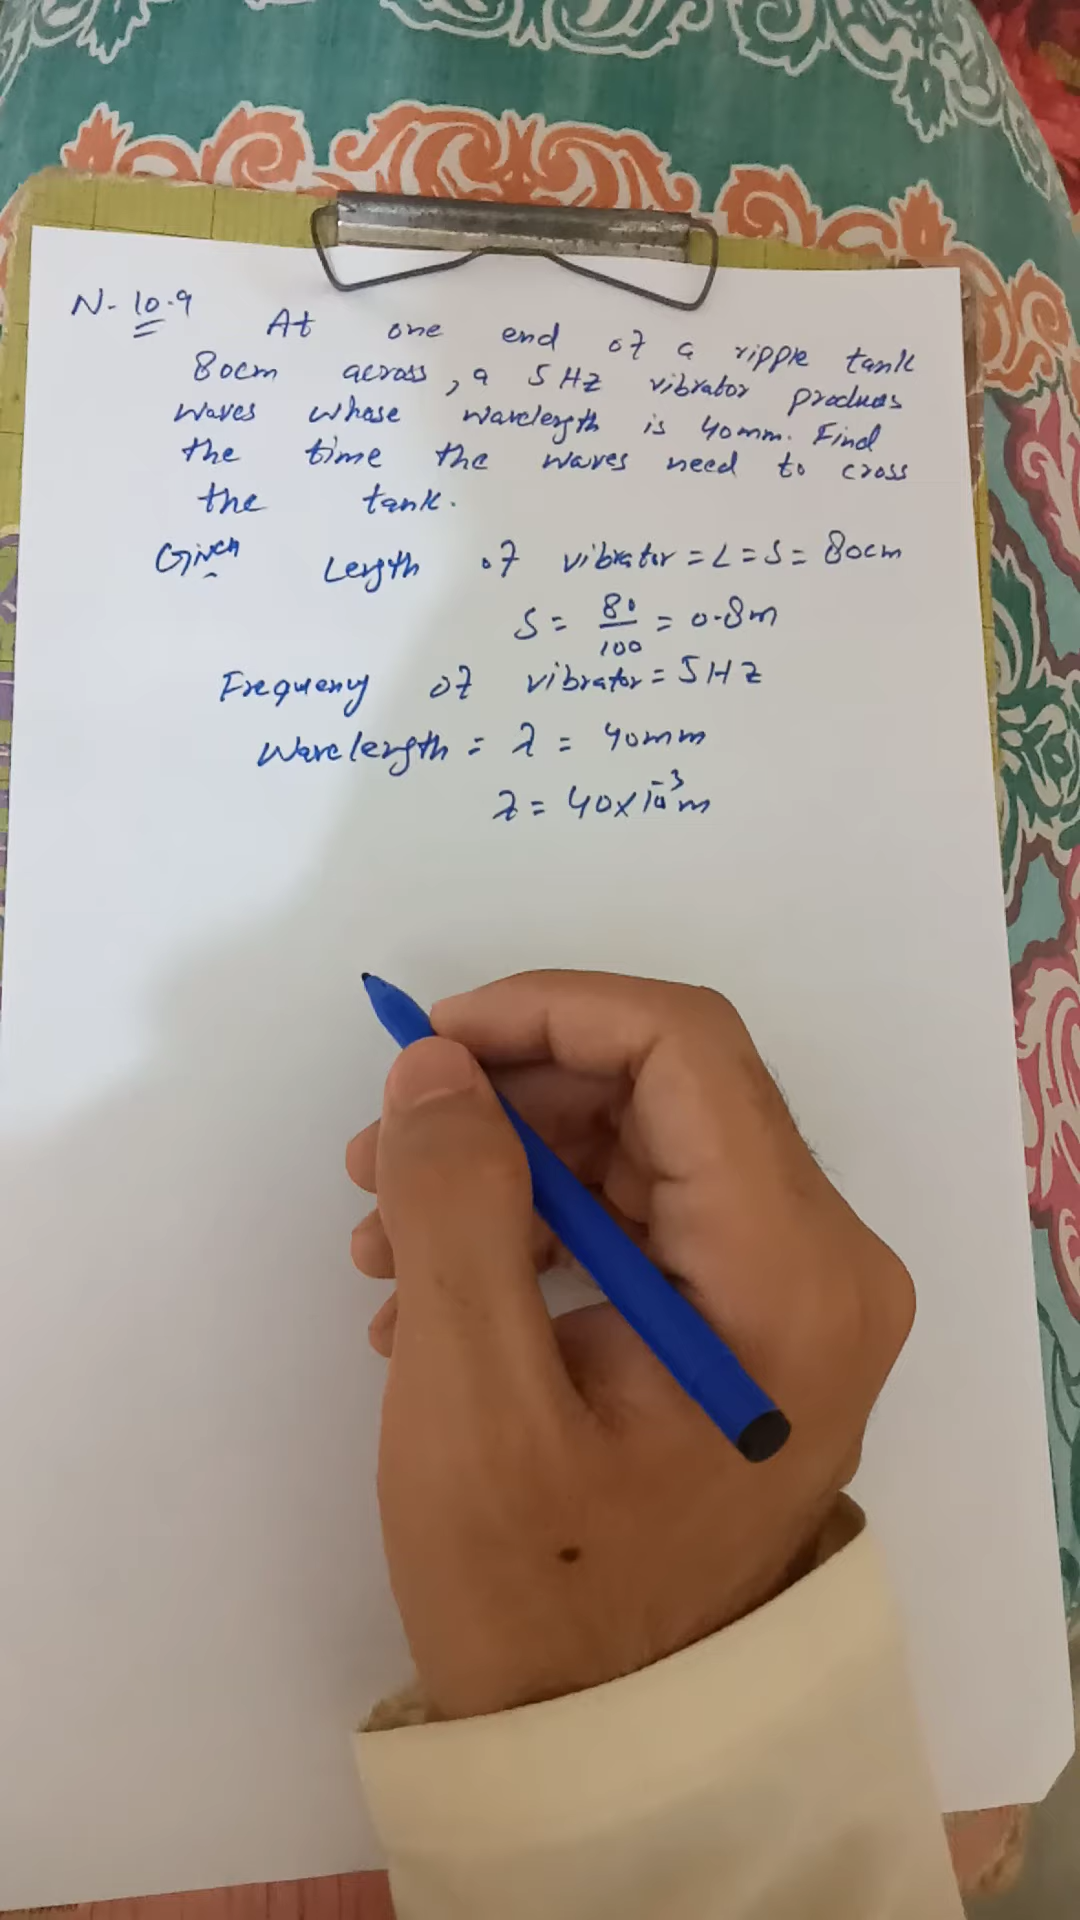 N-10.9
At one end of a ripple tank
80cm across, a 5Hz vibrator produces
waves whose wavelength is 40mm. Find
the time the waves need to cross
the tank.
Given Length of vibrator = L = S = 80cm
S = 80/100 = 0.8m
Frequency of vibrator = 5Hz
Wavelength = λ = 40mm
λ = 40×10⁻³m